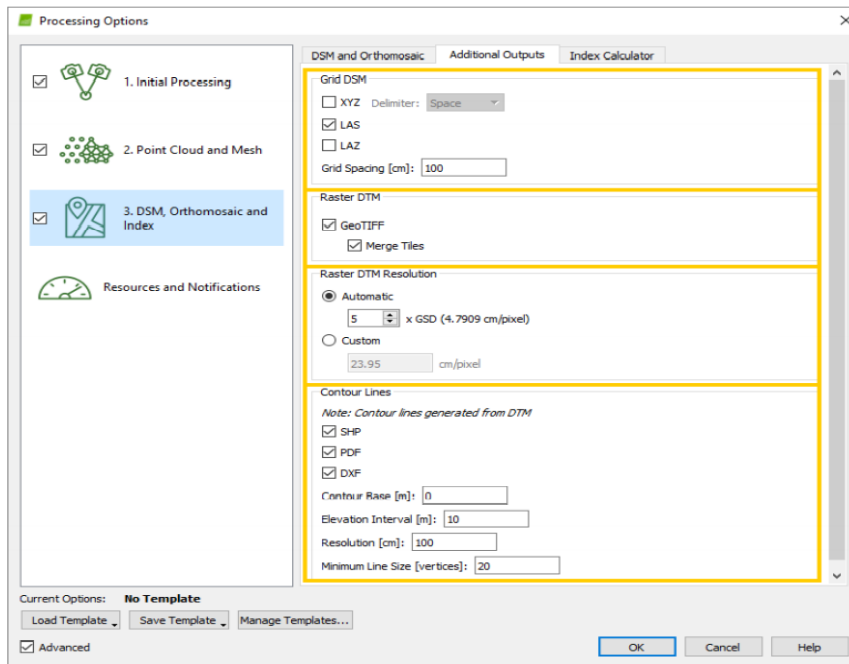 Processing Options
1. Initial Processing
2. Point Cloud and Mesh
3. DSM, Orthomosaic and
Index
Resources and Notifications
DSM and Orthomosaic
Additional Outputs
Index Calculator
Grid DSM
XYZ Delimiter: Space
LAS
LAZ
Grid Spacing [cm]: 100
Raster DTM
GeoTIFF
Merge Tiles
Raster DTM Resolution
Automatic
5 x GSD (4.7909 cm/pixel)
Custom
23.95 cm/pixel
Contour Lines
Note: Contour lines generated from DTM
SHP
PDF
DXF
Contour Base [m]: 0
Elevation Interval [m]: 10
Resolution [cm]: 100
Minimum Line Size [vertices]: 20
Current Options: No Template
Load Template Save Template Manage Templates...
Advanced
OK Cancel Help